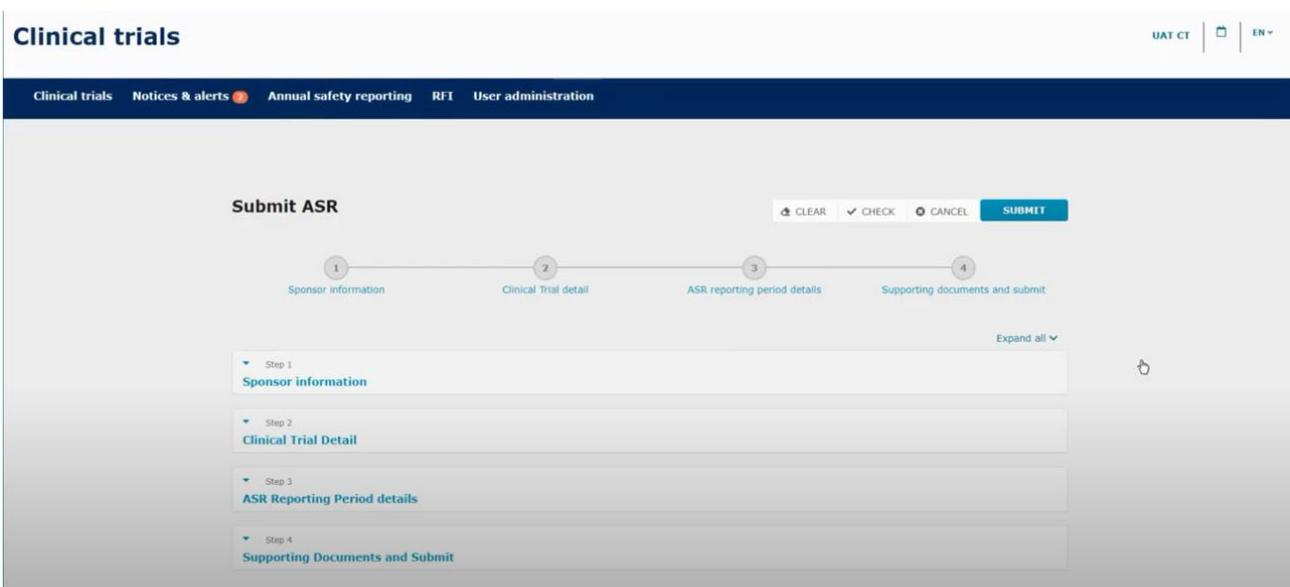 Clinical trials
UAT CT EN
Clinical trials Notices & alerts 2 Annual safety reporting RFI User administration
Submit ASR
CLEAR CHECK CANCEL SUBMIT
1 2 3 4
Sponsor information Clinical Trial detail ASR reporting period details Supporting documents and submit
Expand all
Step 1
Sponsor information
Step 2
Clinical Trial Detail
Step 3
ASR Reporting Period details
Step 4
Supporting Documents and Submit